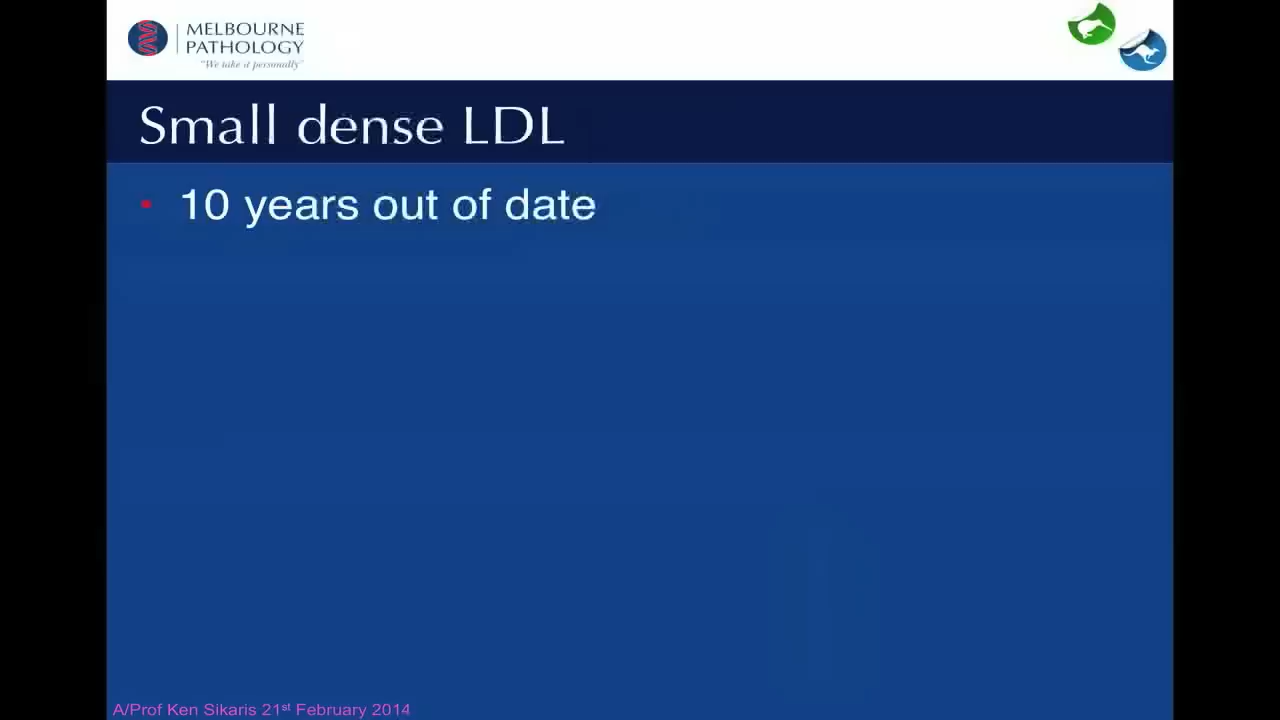 MELBOURNE
PATHOLOGY
"We take it personally"
Small dense LDL
10 years out of date
A/Prof Ken Sikaris 21st February 2014